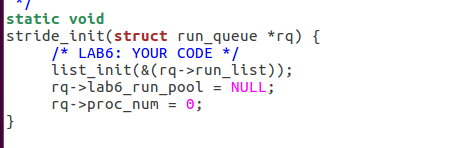 */
static void
stride_init(struct run_queue *rq) {
     /* LAB6: YOUR CODE */
     list_init(&(rq->run_list));
     rq->lab6_run_pool = NULL;
     rq->proc_num = 0;
}